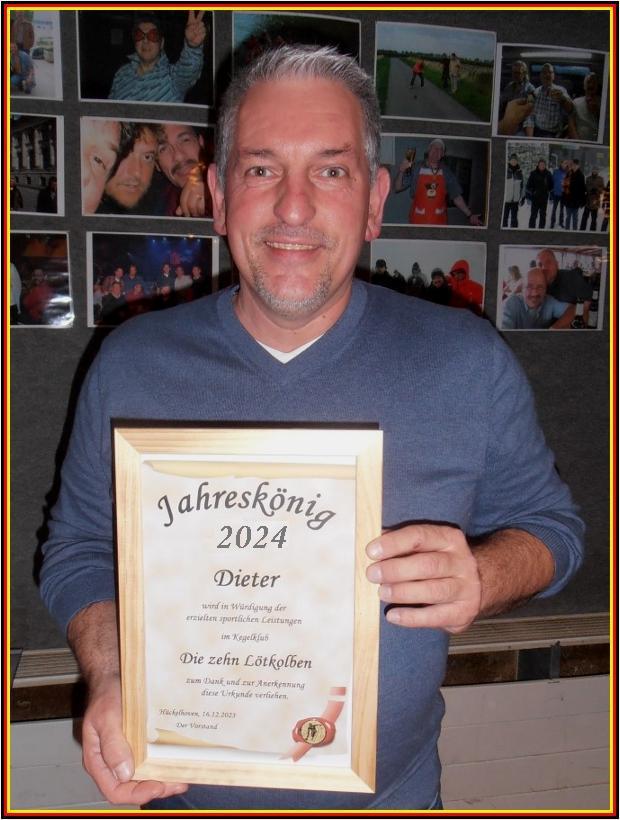 Jahreskönig
2024
Dieter
wird in Würdigung der
erzielten sportlichen Leistungen
im Kegelklub
Die zehn Lötkolben
zum Dank und zur Anerkennung
diese Urkunde verliehen.
Hückelhoven, 16.12.2023
Der Vorstand